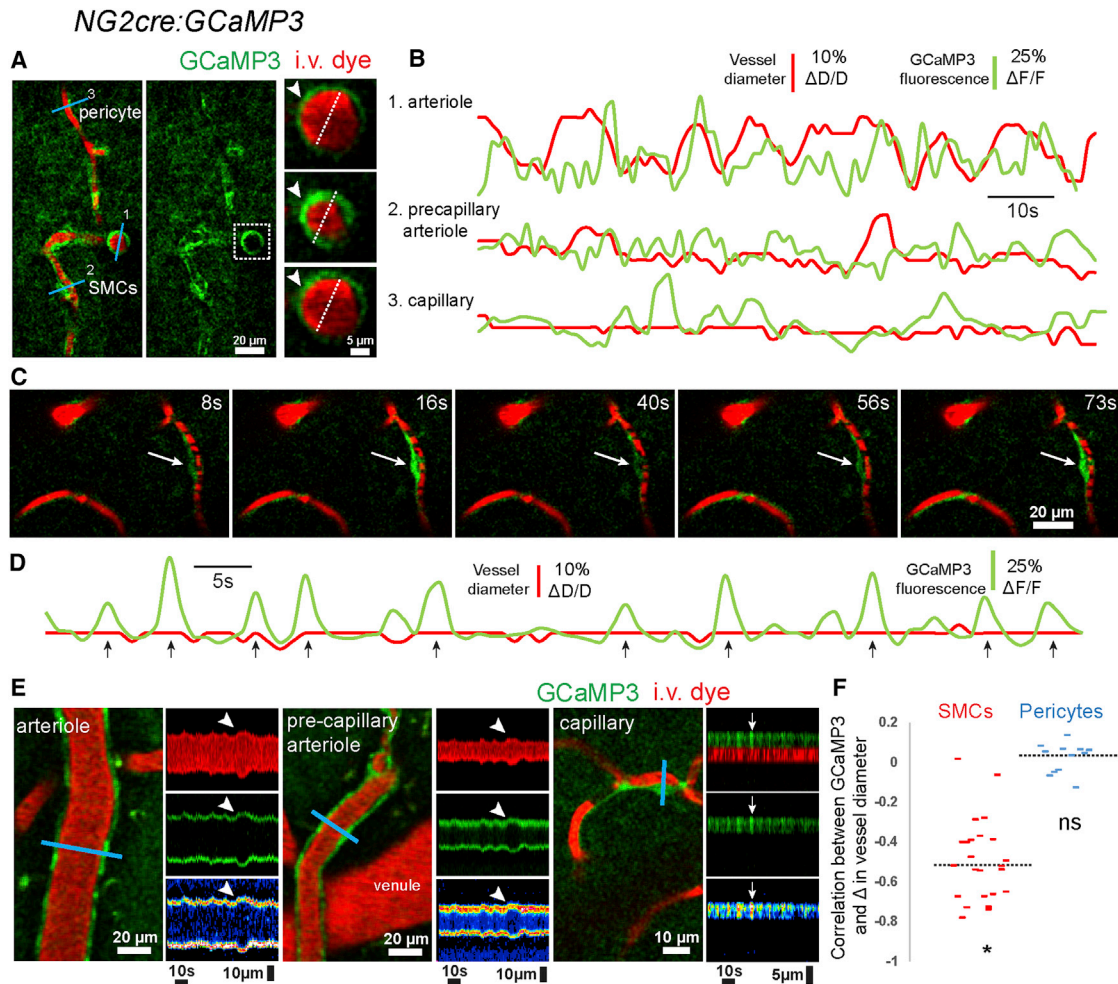 NG2cre:GCaMP3
A
GCaMP3 i.v. dye
3
pericyte
1
2
SMCs
20 µm
5 µm
B
Vessel diameter 10% ΔD/D
GCaMP3 fluorescence 25% ΔF/F
1. arteriole
10s
2. precapillary
arteriole
3. capillary
C
8s
16s
40s
56s
73s
20 µm
D
5s
Vessel diameter 10% ΔD/D
GCaMP3 fluorescence 25% ΔF/F
E
GCaMP3 i.v. dye
arteriole
20 µm
10s 10µm
pre-capillary
arteriole
venule
20 µm
10s 10µm
capillary
10 µm
10s 5µm
F
SMCs Pericytes
Correlation between GCaMP3
and Δ in vessel diameter
0.2
0
-0.2
-0.4
-0.6
-0.8
-1
ns
*